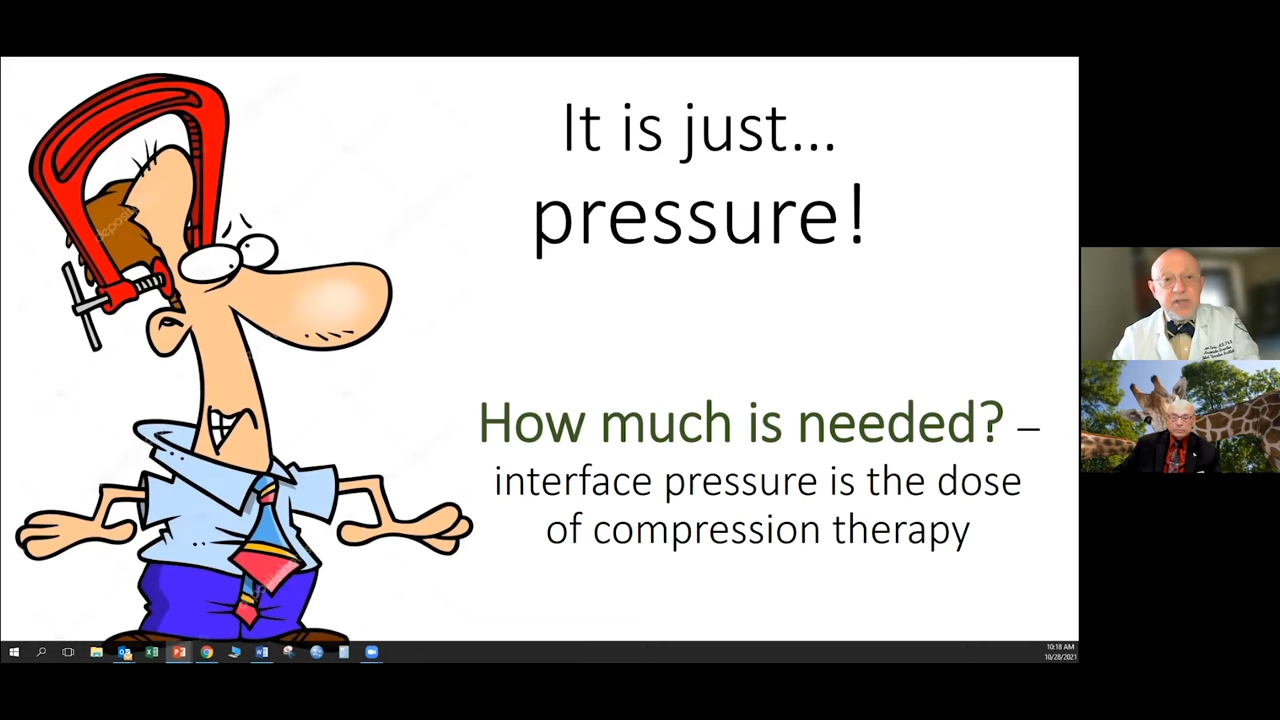 It is just...
pressure!
How much is needed? –
interface pressure is the dose
of compression therapy
10:18 AM
10/28/2021